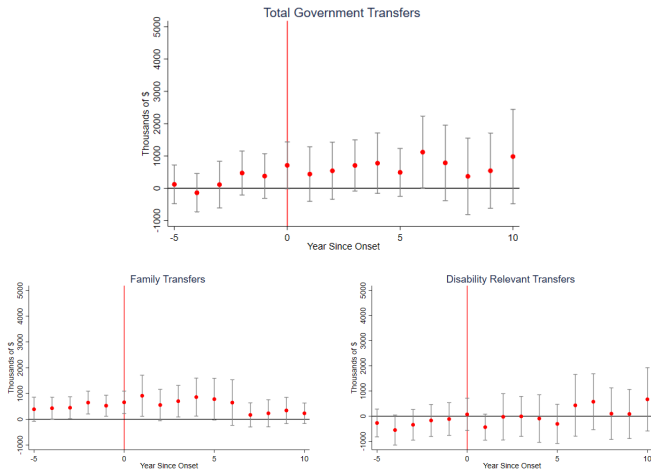 Total Government Transfers
5000
4000
3000
2000
1000
0
-1000
Thousands of $
-5 0 5 10
Year Since Onset
Family Transfers
5000
4000
3000
2000
1000
0
-1000
Thousands of $
-5 0 5 10
Year Since Onset
Disability Relevant Transfers
5000
4000
3000
2000
1000
0
-1000
Thousands of $
-5 0 5 10
Year Since Onset